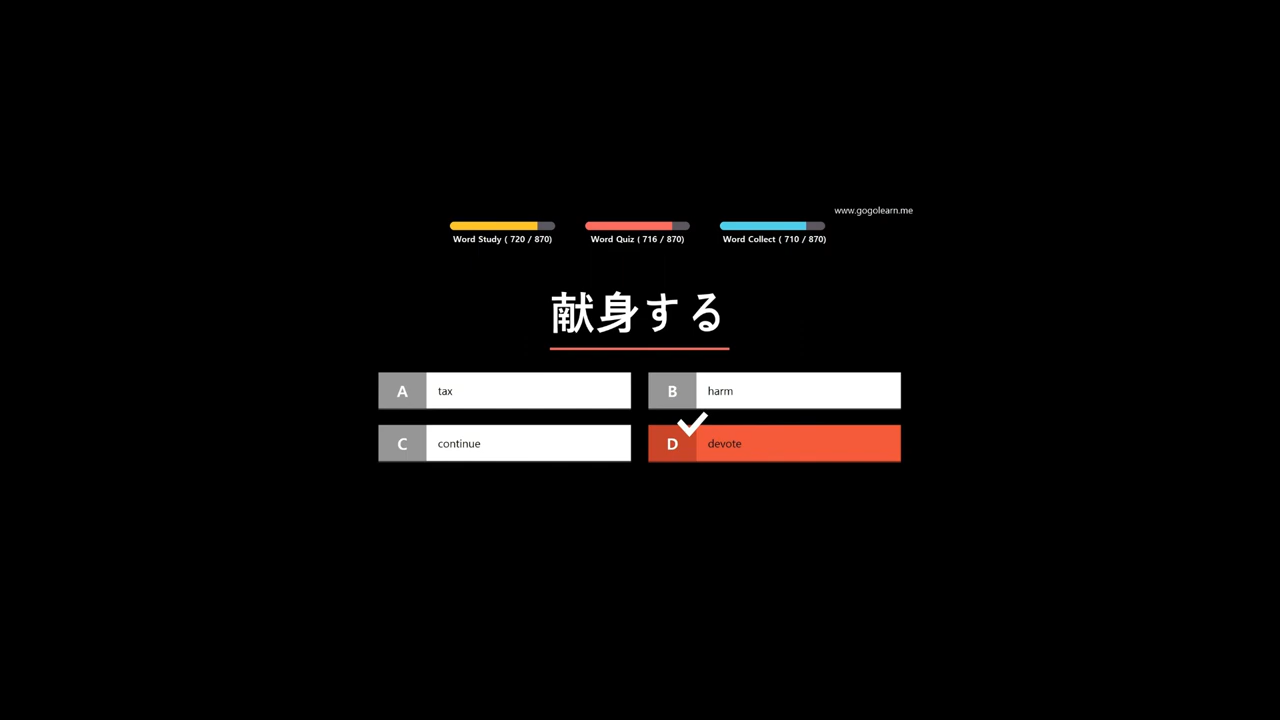 www.gogolearn.me
Word Study ( 720 / 870)
Word Quiz ( 716 / 870)
Word Collect ( 710 / 870)
献身する
A tax
B harm
C continue
D devote